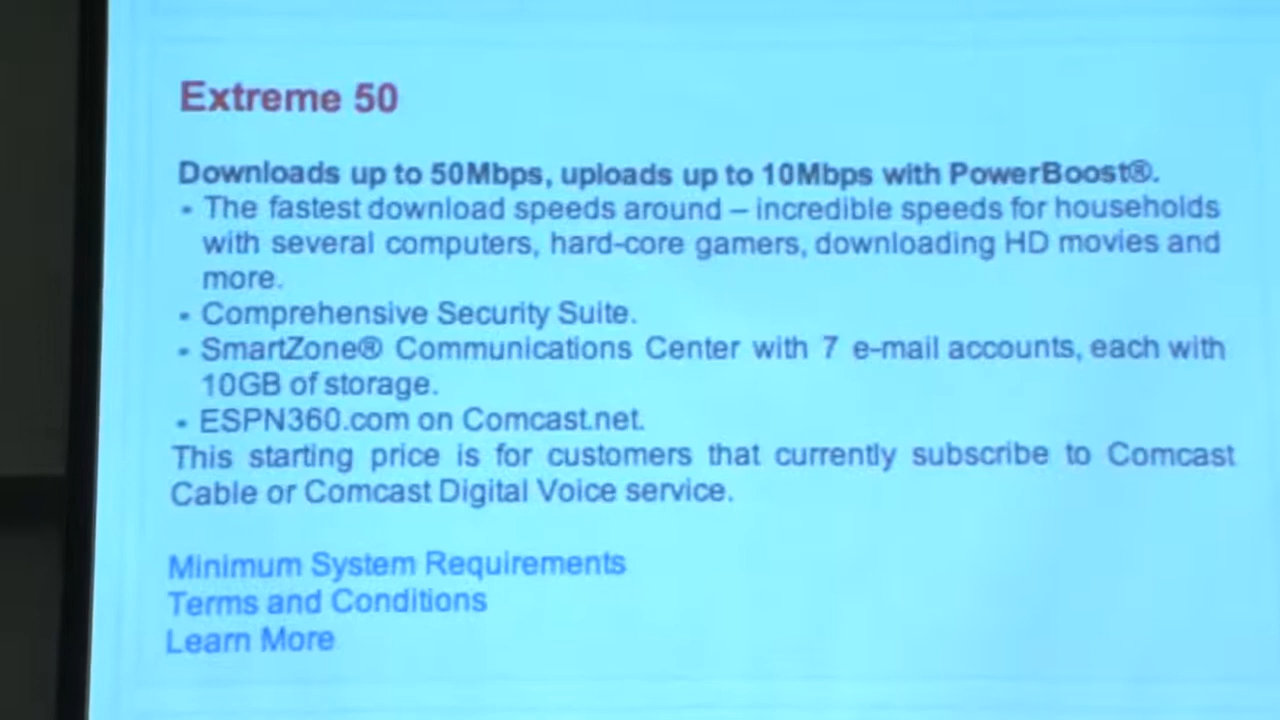 Extreme 50
Downloads up to 50Mbps, uploads up to 10Mbps with PowerBoost®.
• The fastest download speeds around – incredible speeds for households
with several computers, hard-core gamers, downloading HD movies and
more.
• Comprehensive Security Suite.
• SmartZone® Communications Center with 7 e-mail accounts, each with
10GB of storage.
• ESPN360.com on Comcast.net.
This starting price is for customers that currently subscribe to Comcast
Cable or Comcast Digital Voice service.
Minimum System Requirements
Terms and Conditions
Learn More